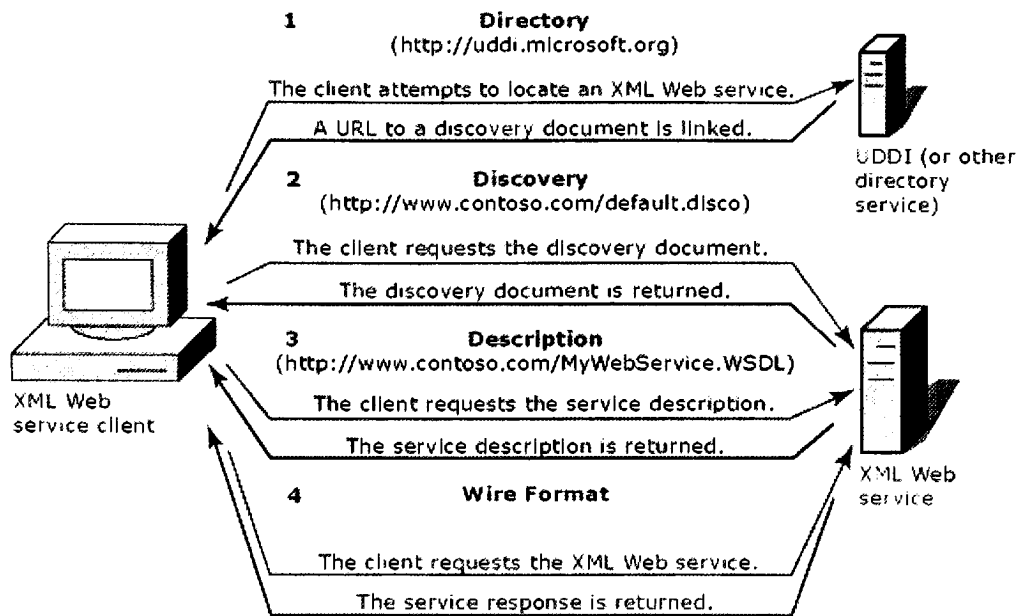 1 Directory
(http://uddi.microsoft.org)
The client attempts to locate an XML Web service.
A URL to a discovery document is linked.
UDDI (or other
directory
service)
2 Discovery
(http://www.contoso.com/default.disco)
The client requests the discovery document.
The discovery document is returned.
3 Description
(http://www.contoso.com/MyWebService.WSDL)
The client requests the service description.
The service description is returned.
XML Web
service client
XML Web
service
4 Wire Format
The client requests the XML Web service.
The service response is returned.